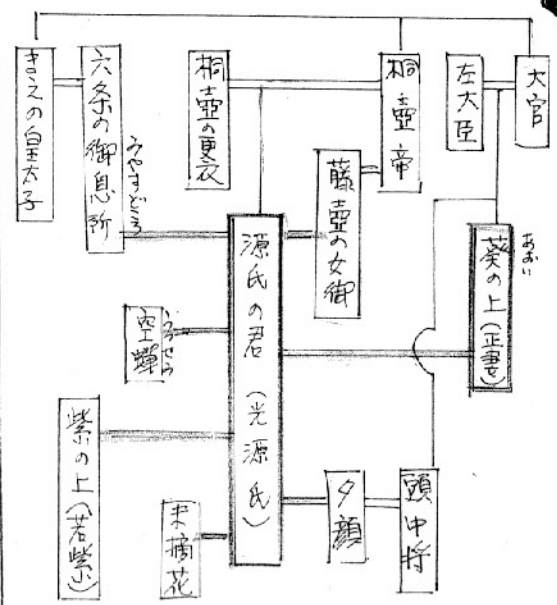 大宮
左大臣
桐壺帝
桐壺の更衣
六条の御息所
みやすどころ
まえの皇太子
藤壺の女御
葵の上(正妻)
あおい
源氏の君 (光源氏)
空蝉
うつせみ
紫の上(若紫)
末摘花
夕顔
頭中将